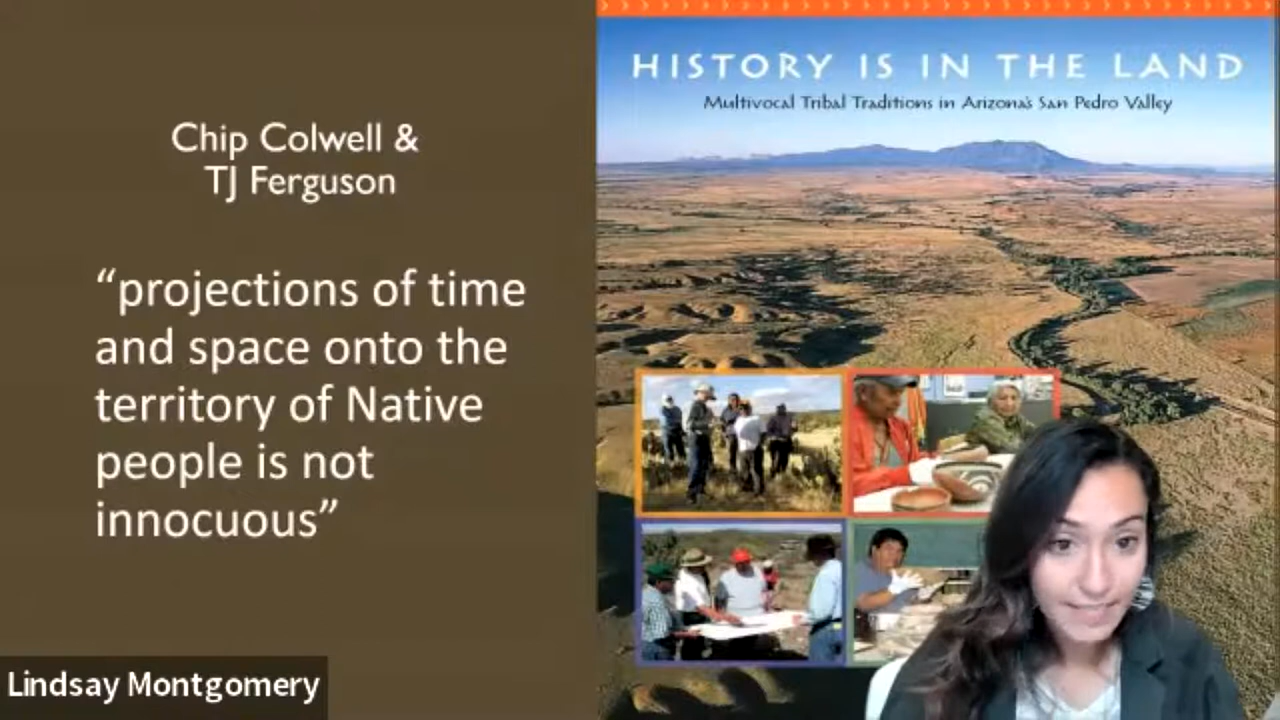 Chip Colwell &
TJ Ferguson
“projections of time
and space onto the
territory of Native
people is not
innocuous”
HISTORY IS IN THE LAND
Multivocal Tribal Traditions in Arizona's San Pedro Valley
Lindsay Montgomery